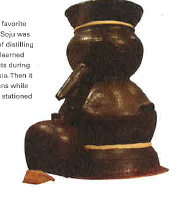 favorite
Soju was
of distilling
learned
ts during
sia. Then it
ns while
stationed